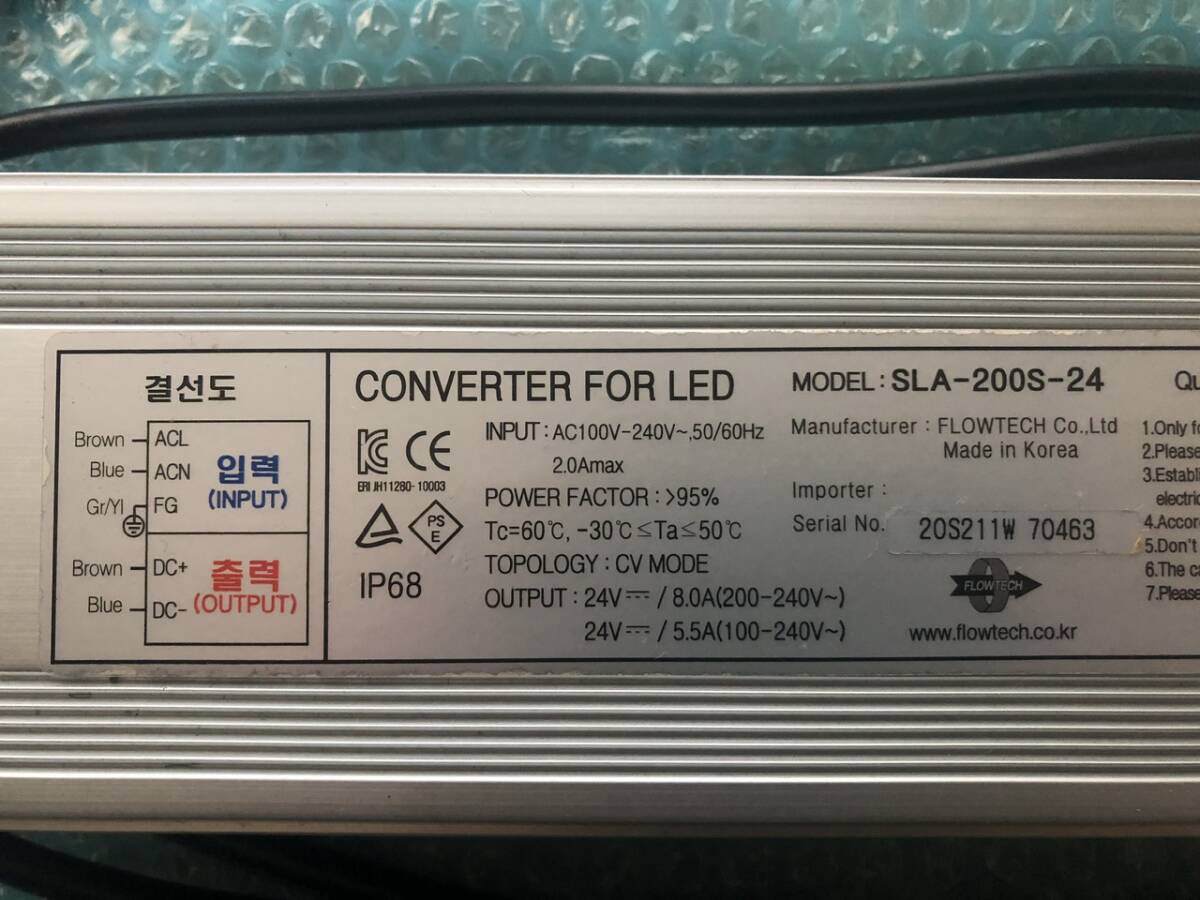 결선도
Brown
ACL
Blue
ACN
Gr/Yl
FG
입력
(INPUT)
Brown
DC+
Blue
DC-
출력
(OUTPUT)
CONVERTER FOR LED
CE
ERI JH11280-10003
PS
E
IP68
INPUT : AC100V-240V~,50/60Hz
2.0Amax
POWER FACTOR : >95%
Tc=60℃, -30℃≤Ta≤50℃
TOPOLOGY : CV MODE
OUTPUT : 24V⎓ / 8.0A(200-240V~)
24V⎓ / 5.5A(100-240V~)
MODEL : SLA-200S-24
Manufacturer : FLOWTECH Co.,Ltd
Made in Korea
Importer :
Serial No. 20S211W 70463
FLOWTECH
www.flowtech.co.kr
1.Only
2.Please
3.
4.
5.Don't
6.The
7.Please